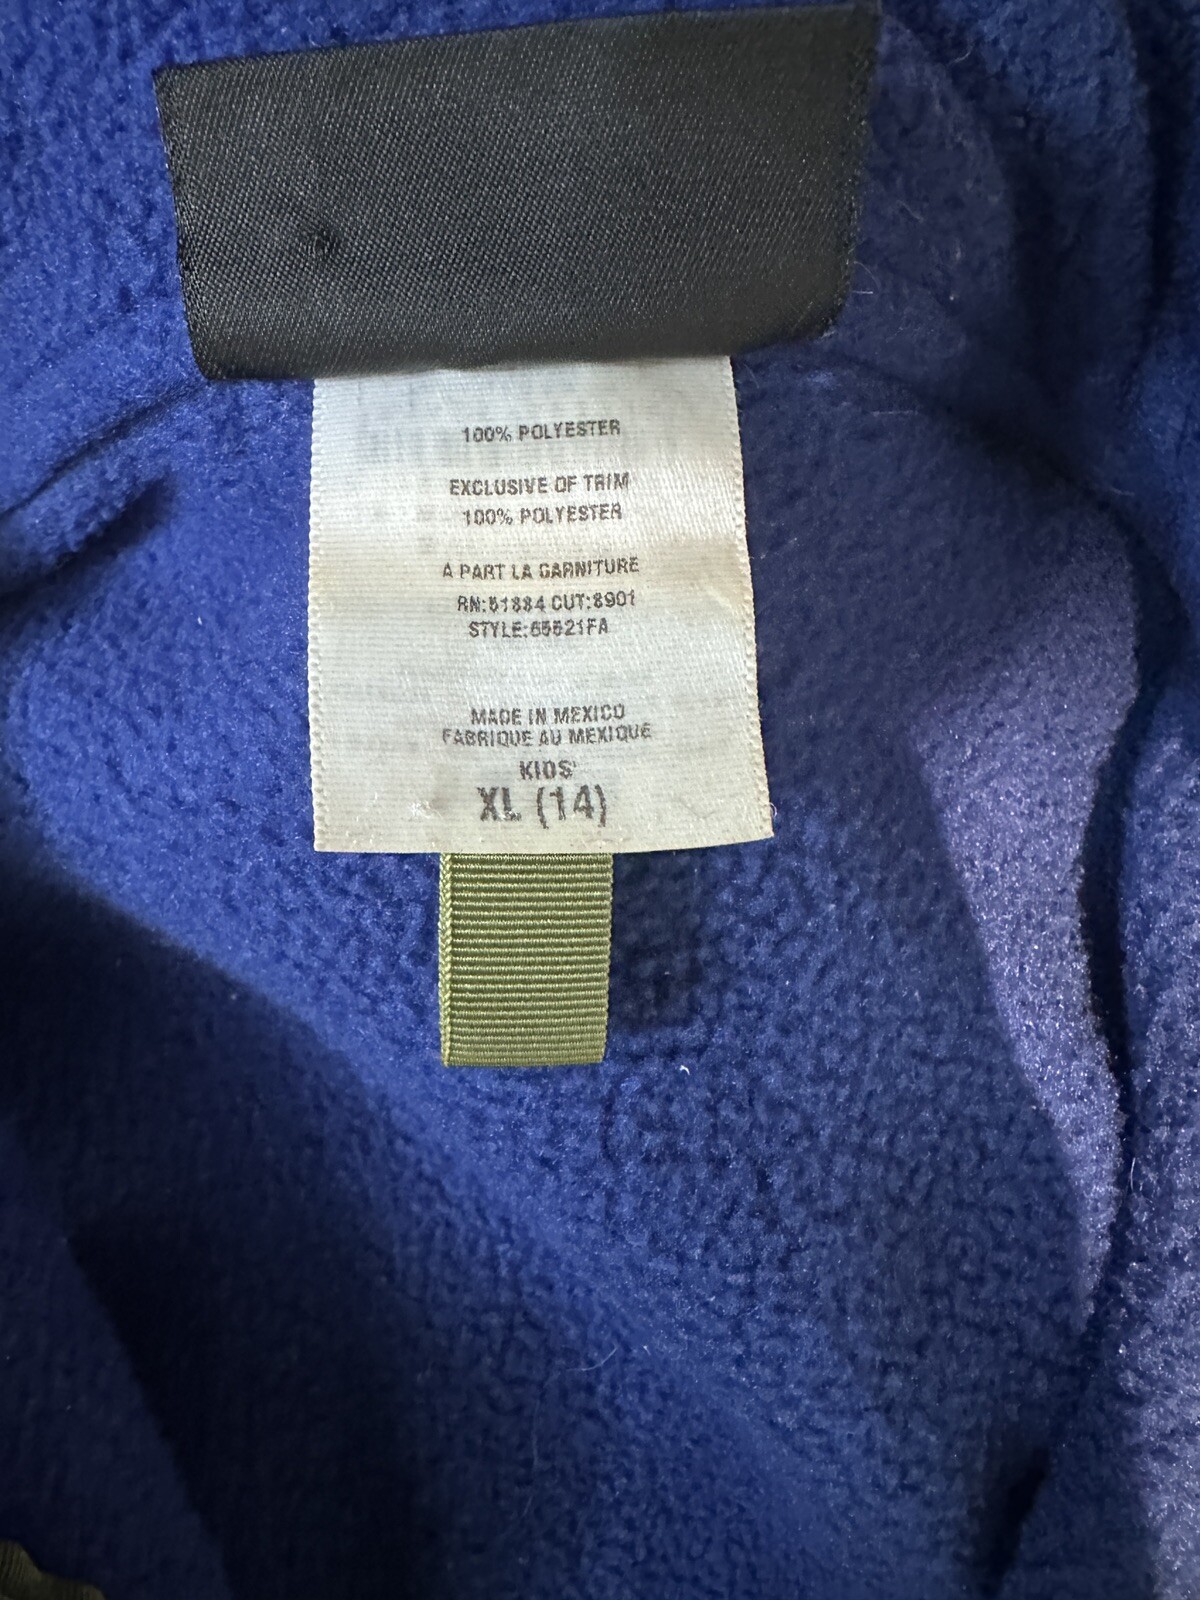 100% POLYESTER
EXCLUSIVE OF TRIM
100% POLYESTER
À PART LA GARNITURE
RN:51884 CUT:8901
STYLE:65521FA
MADE IN MEXICO
FABRIQUE AU MEXIQUE
KIDS'
XL (14)